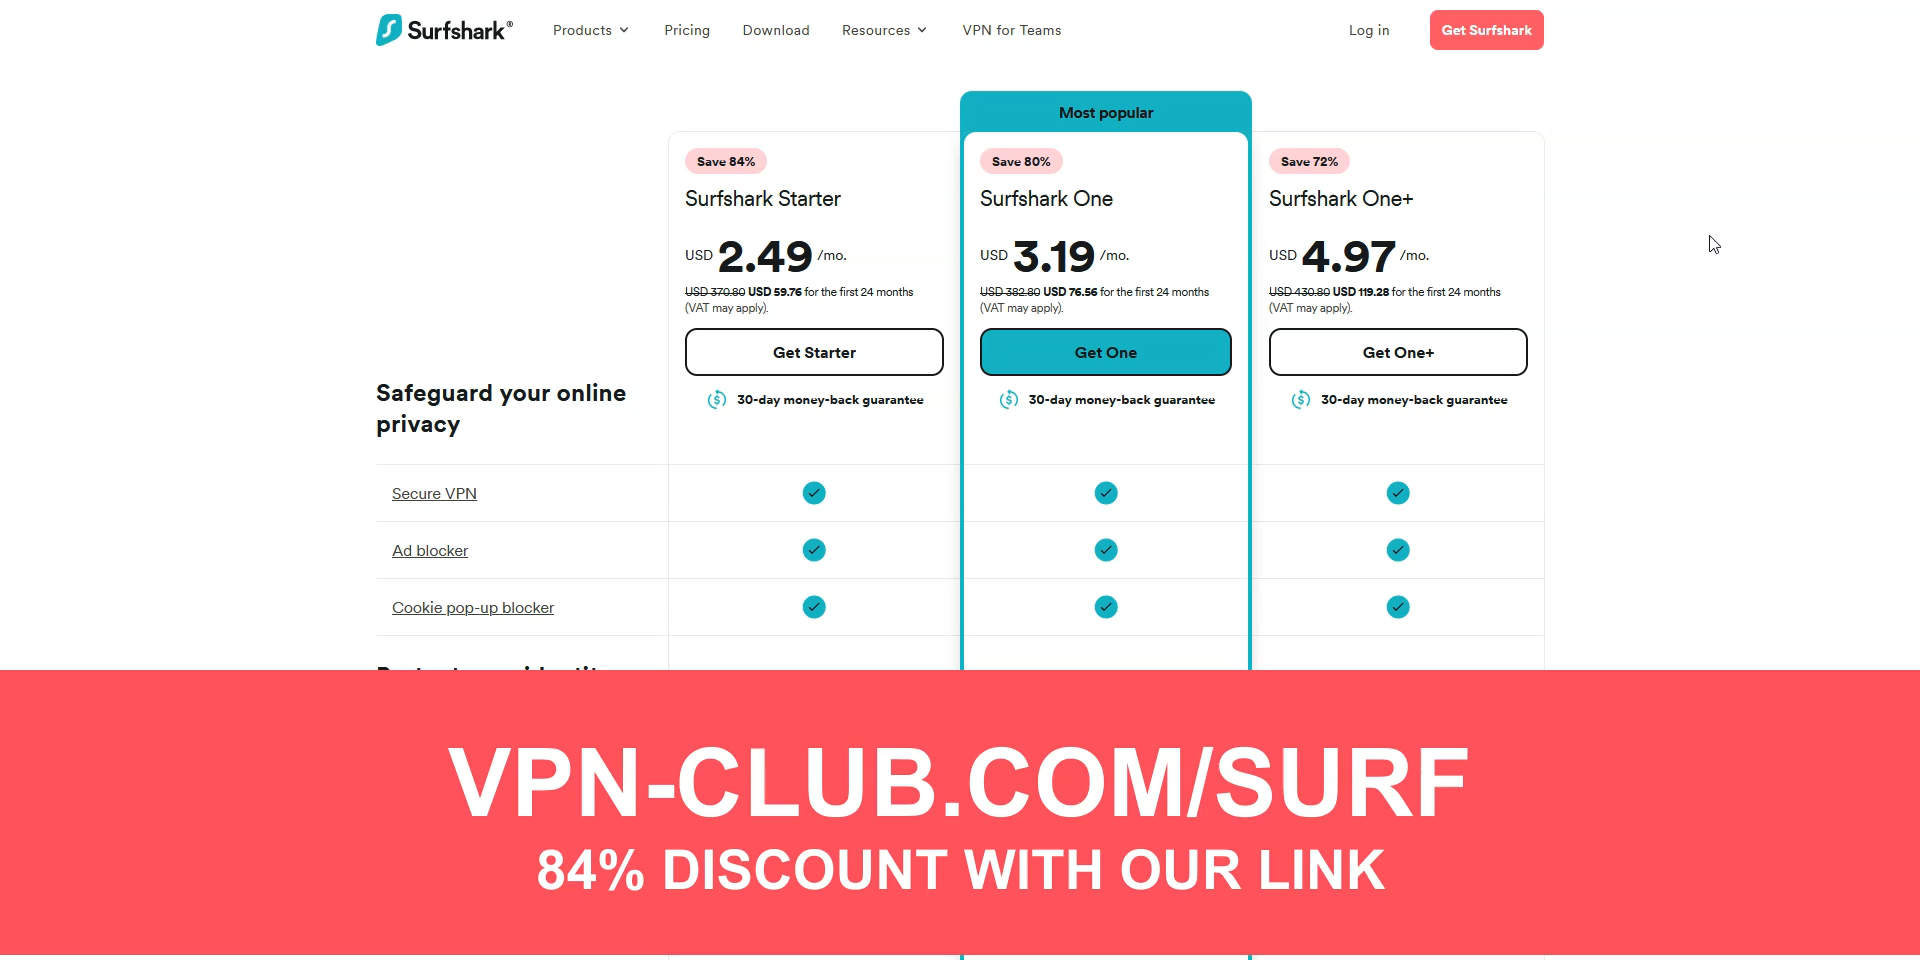 Surfshark®
Products
Pricing
Download
Resources
VPN for Teams
Log in
Get Surfshark
Most popular
Save 84%
Surfshark Starter
USD 2.49 /mo.
USD 370.80 USD 59.76 for the first 24 months
(VAT may apply).
Get Starter
30-day money-back guarantee
Save 80%
Surfshark One
USD 3.19 /mo.
USD 382.80 USD 76.56 for the first 24 months
(VAT may apply).
Get One
30-day money-back guarantee
Save 72%
Surfshark One+
USD 4.97 /mo.
USD 430.80 USD 119.28 for the first 24 months
(VAT may apply).
Get One+
30-day money-back guarantee
Safeguard your online
privacy
Secure VPN
Ad blocker
Cookie pop-up blocker
VPN-CLUB.COM/SURF
84% DISCOUNT WITH OUR LINK